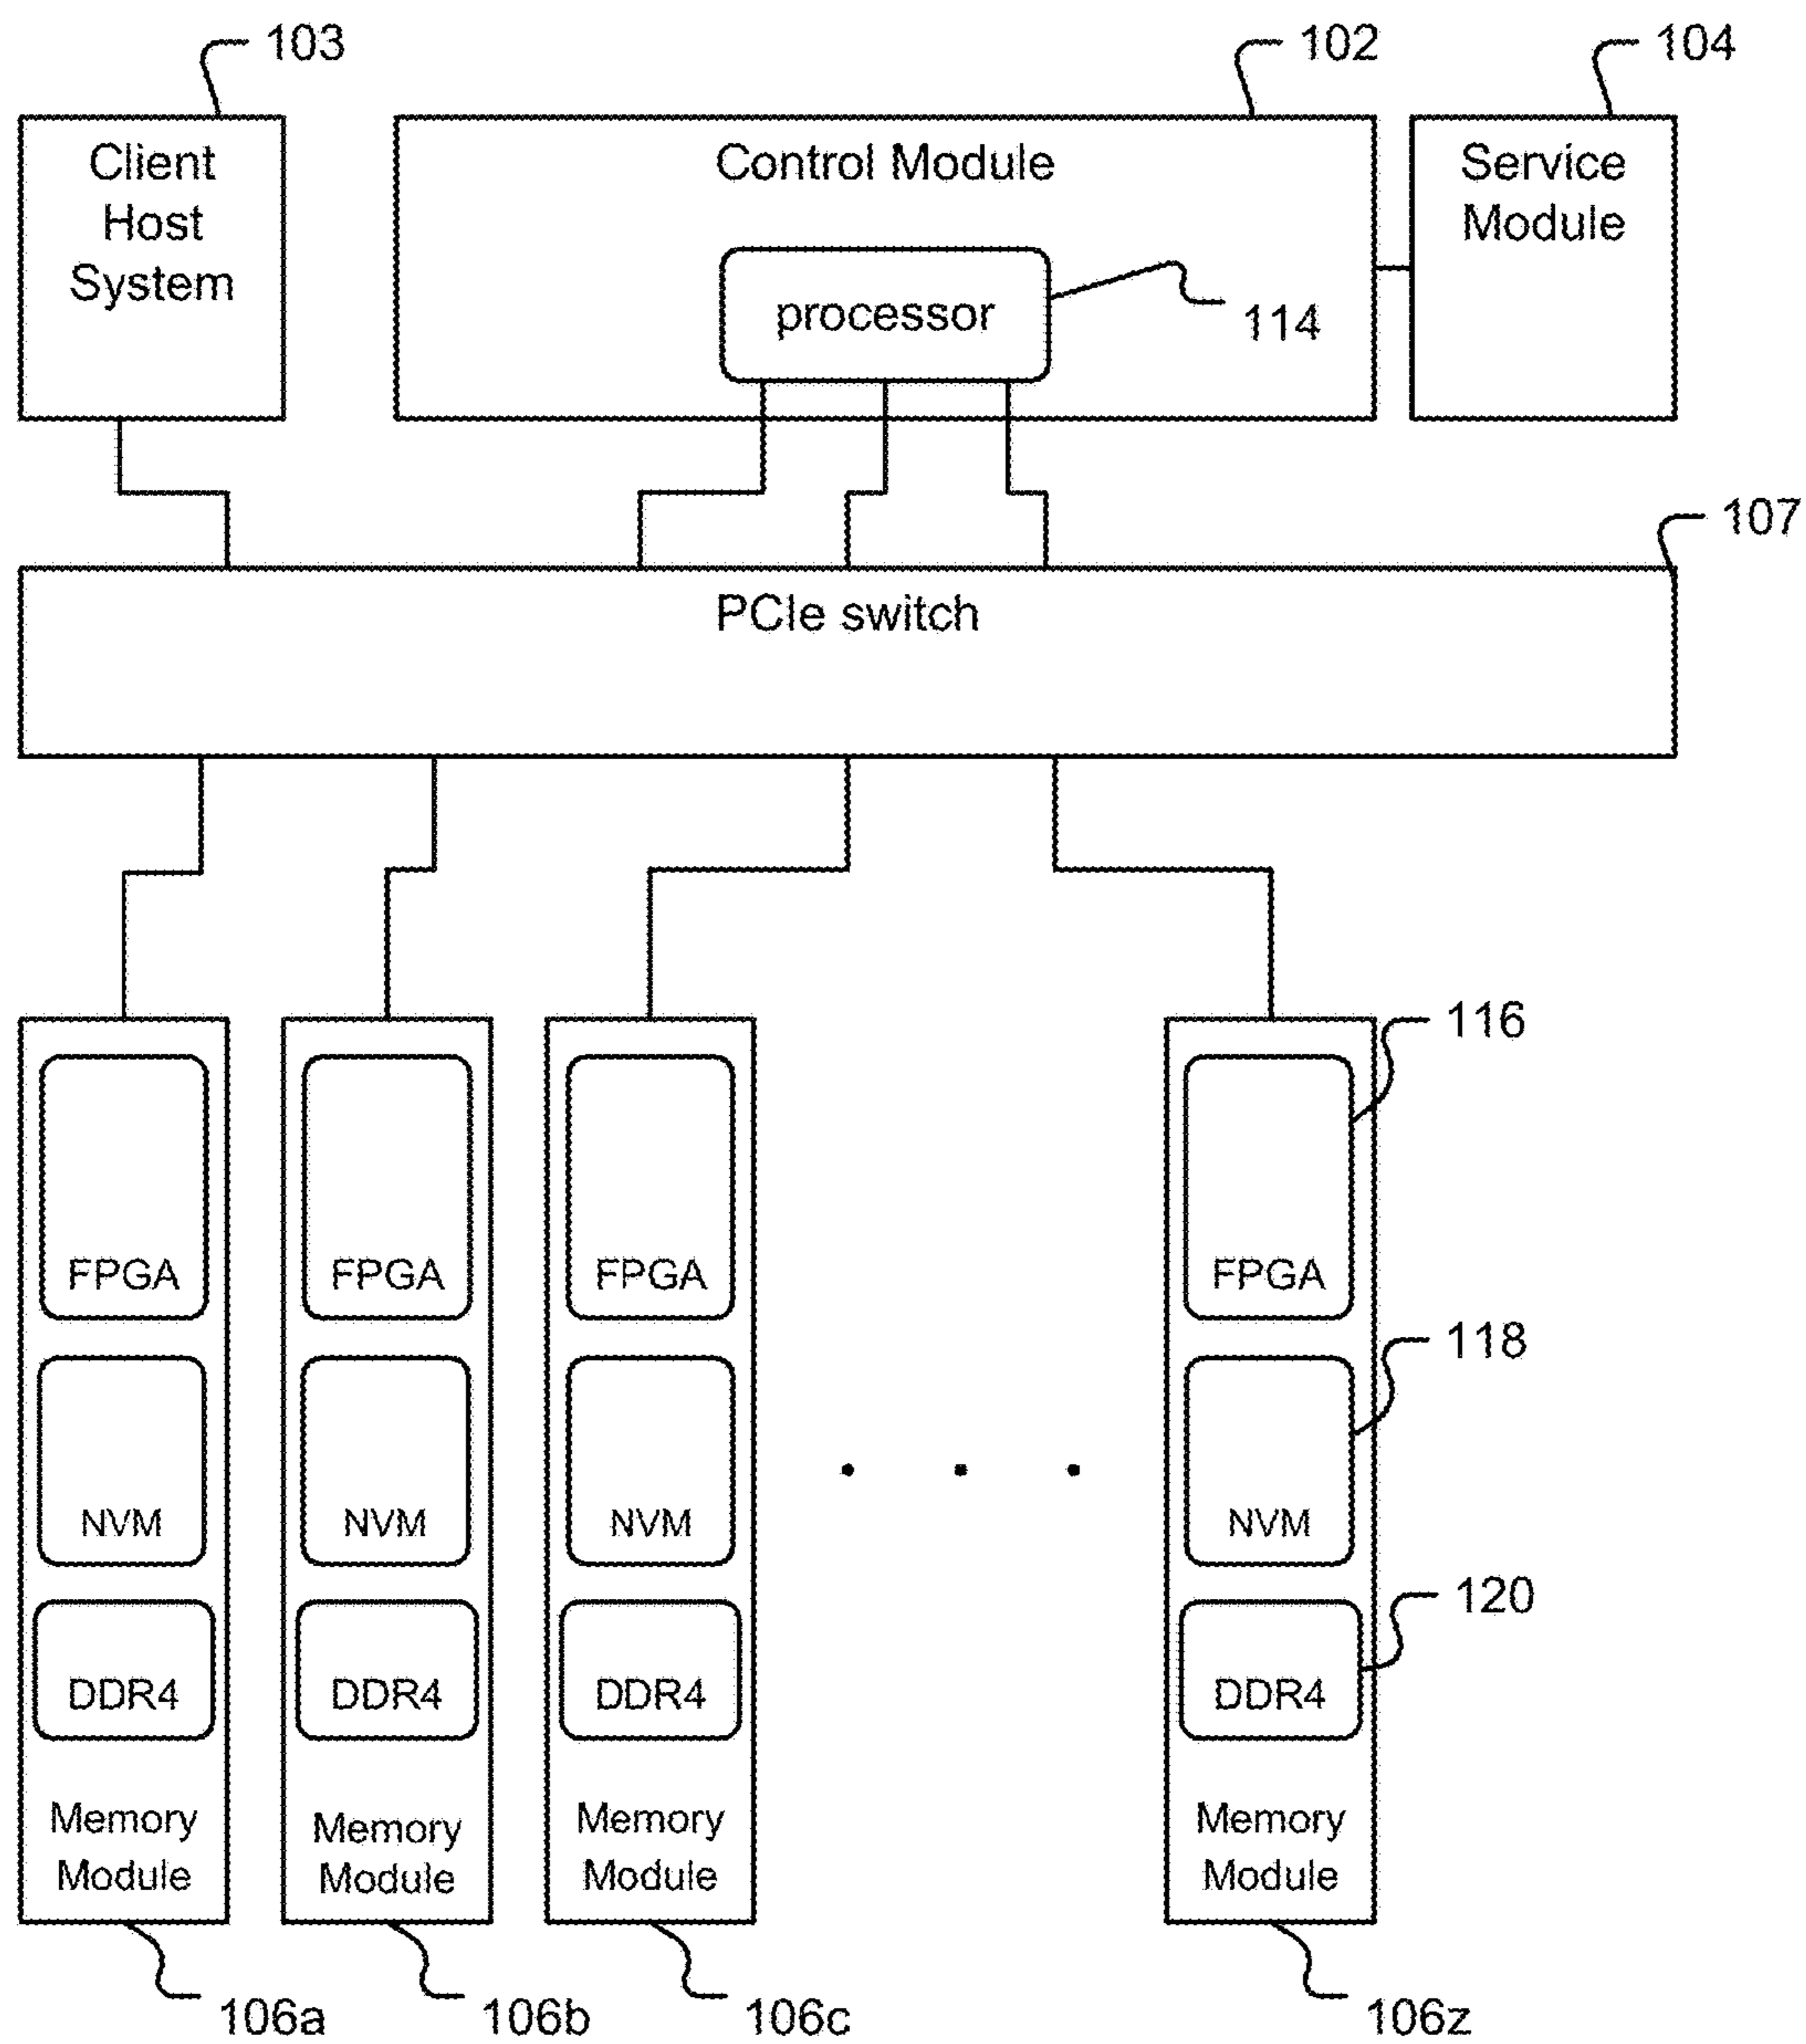 103
102
104
Client
Host
System
Control Module
Service
Module
processor
114
107
PCIe switch
116
FPGA
FPGA
FPGA
FPGA
118
NVM
NVM
NVM
NVM
120
DDR4
DDR4
DDR4
DDR4
Memory
Module
Memory
Module
Memory
Module
Memory
Module
106a
106b
106c
106z